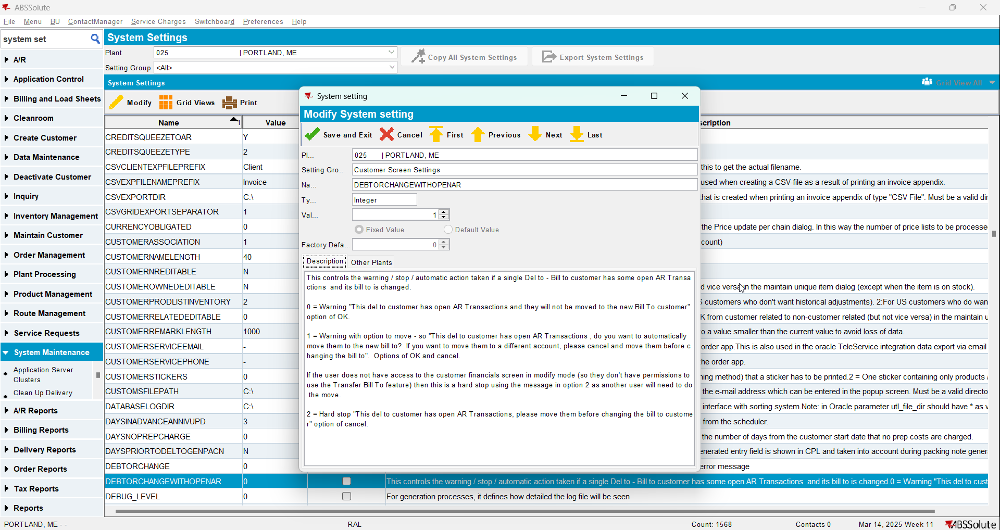 ABSSolute
File Menu BU ContactManager Service Charges Switchboard Preferences Help
system set
System Settings
Plant 025 | PORTLAND, ME
Setting Group <All>
Copy All System Settings Export System Settings
System Settings Grid View All
Modify Grid Views Print
A/R
Application Control
Billing and Load Sheets
Cleanroom
Create Customer
Data Maintenance
Deactivate Customer
Inquiry
Inventory Management
Maintain Customer
Order Management
Plant Processing
Product Management
Route Management
Service Requests
System Maintenance
Application Server
Clusters
Clean Up Delivery
A/R Reports
Billing Reports
Delivery Reports
Order Reports
Tax Reports
Reports
Name 1 Value scription
CREDITSQUEEZETOAR Y
CREDITSQUEEZETYPE 2
CSVCLIENTEXPFILEPREFIX Client this to get the actual filename.
CSVEXPFILENAMEPREFIX Invoice used when creating a CSV-file as a result of printing an invoice appendix.
CSVEXPORTDIR C:\ that is created when printing an invoice appendix of type "CSV File". Must be a valid dir
CSVGRIDEXPORTSEPARATOR 1
CURRENCYOBLIGATED 0 the Price update per chain dialog. In this way the number of price lists to be processe
CUSTOMERASSOCIATION 1 count)
CUSTOMERNAMELENGTH 40
CUSTOMERNREDITABLE N
CUSTOMEROWNEDEDITABLE N d vice versa in the maintain unique item dialog (except when the item is on stock).
CUSTOMERPRODLISTINVENTORY 2 S customers who don't want historical adjustments). 2:For US customers who do wan
CUSTOMERRELATEDEDITABLE 0 K from customer related to non-customer related (but not vice versa) in the maintain u
CUSTOMERREMARKLENGTH 1000 o a value smaller than the current value to avoid loss of data.
CUSTOMERSERVICEEMAIL - order app.This is also used in the oracle TeleService integration data export via email
CUSTOMERSERVICEPHONE - he order app.
CUSTOMERSTICKERS 0 ning method) that a sticker has to be printed.2 = One sticker containing only products /
CUSTOMSFILEPATH C:\ the e-mail address which can be entered in the popup screen. Must be a valid directo
DATABASELOGDIR C:\ interface with sorting system.Note: in Oracle parameter utl_file_dir should have * as v
DAYSINADVANCEANNIVUPD 3 from the scheduler.
DAYSNOPREPCHARGE 0 the number of days from the customer start date that no prep costs are charged.
DAYSPRIORTODELTOGENPACN N enerated entry field is shown in CPL and taken into account during packing note gener
DEBTORCHANGE 0 error message
DEBTORCHANGEWITHOPENAR 0 This controls the warning / stop / automatic action taken if a single Del to - Bill to customer has some open AR Transactions and its bill to is changed.0 = Warning "This del to cust
DEBUG_LEVEL 0 For generation processes, it defines how detailed the log file will be seen
System setting
Modify System setting
Save and Exit Cancel First Previous Next Last
Pl... 025 | PORTLAND, ME
Setting Gro... Customer Screen Settings
Na... DEBTORCHANGEWITHOPENAR
Ty... Integer
Val... 1
Fixed Value Default Value
Factory Defa... 0
Description Other Plants
This controls the warning / stop / automatic action taken if a single Del to - Bill to customer has some open AR Transa
ctions and its bill to is changed.
0 = Warning "This del to customer has open AR Transactions and they will not be moved to the new Bill To customer"
option of OK.
1 = Warning with option to move - so "This del to customer has open AR Transactions , do you want to automatically
move them to the new bill to? If you want to move them to a different account, please cancel and move them before c
hanging the bill to". Options of OK and cancel.
If the user does not have access to the customer financials screen in modify mode (so they don't have permissions to
use the Transfer Bill To feature) then this is a hard stop using the message in option 2 as another user will need to do
the move.
2 = Hard stop "This del to customer has open AR Transactions, please move them before changing the bill to custome
r" option of cancel.
PORTLAND, ME - - RAL Count: 1568 Contacts 0 Mar 14, 2025 Week 11 ABSSolute